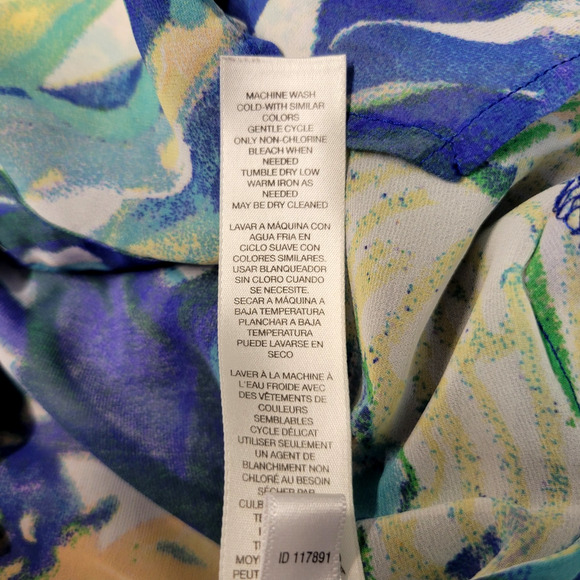 MACHINE WASH
COLD-WITH SIMILAR
COLORS
GENTLE CYCLE
ONLY NON-CHLORINE
BLEACH WHEN
NEEDED
TUMBLE DRY LOW
WARM IRON AS
NEEDED
MAY BE DRY CLEANED
LAVAR A MÁQUINA CON
AGUA FRIA EN
CICLO SUAVE CON
COLORES SIMILARES.
USAR BLANQUEADOR
SIN CLORO CUANDO
SE NECESITE.
SECAR A MÁQUINA A
BAJA TEMPERATURA
PLANCHAR A BAJA
TEMPERATURA
PUEDE LAVARSE EN
SECO
LAVER À LA MACHINE À
L'EAU FROIDE AVEC
DES VÊTEMENTS DE
COULEURS
SEMBLABLES
CYCLE DÉLICAT
UTILISER SEULEMENT
UN AGENT DE
BLANCHIMENT NON
CHLORÉ AU BESOIN
SÉCHER PAR
ID 117891